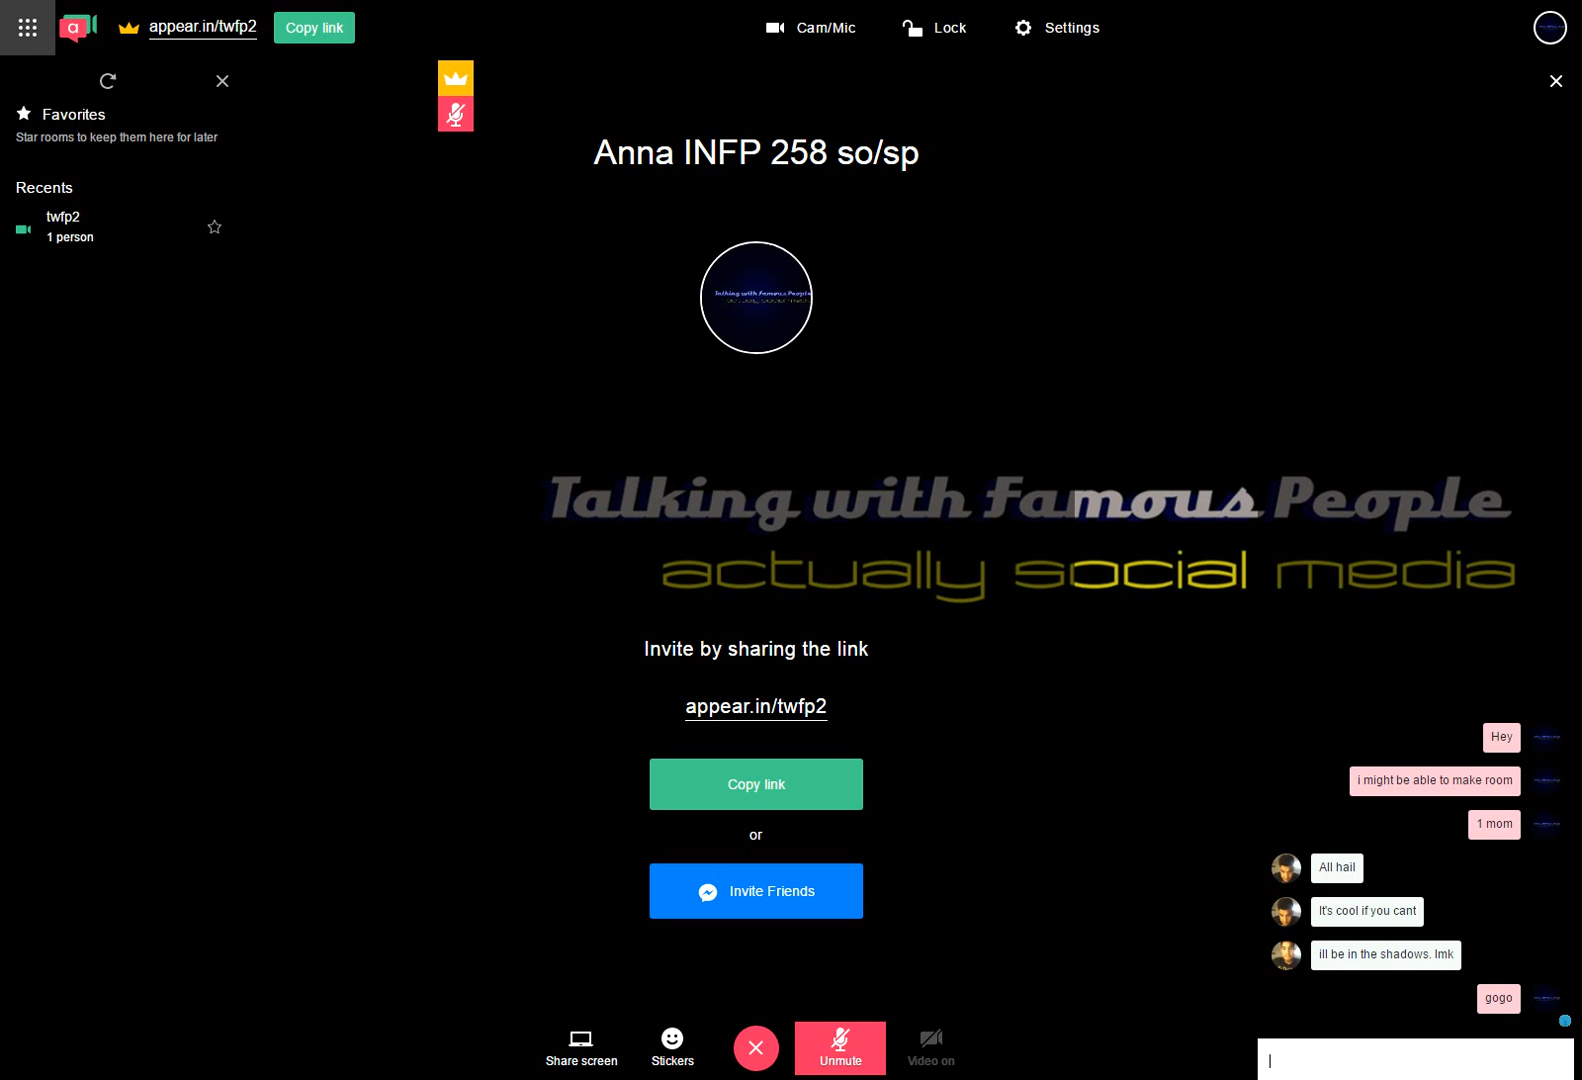 appear.in/twfp2
Copy link
Cam/Mic
Lock
Settings
Favorites
Star rooms to keep them here for later
Recents
twfp2
1 person
Anna INFP 258 so/sp
Talking with Famous People
Talking with Famous People
actually social media
Invite by sharing the link
appear.in/twfp2
Copy link
or
Invite Friends
Hey
i might be able to make room
1 mom
All hail
It's cool if you cant
ill be in the shadows. lmk
gogo
Share screen
Stickers
Unmute
Video on